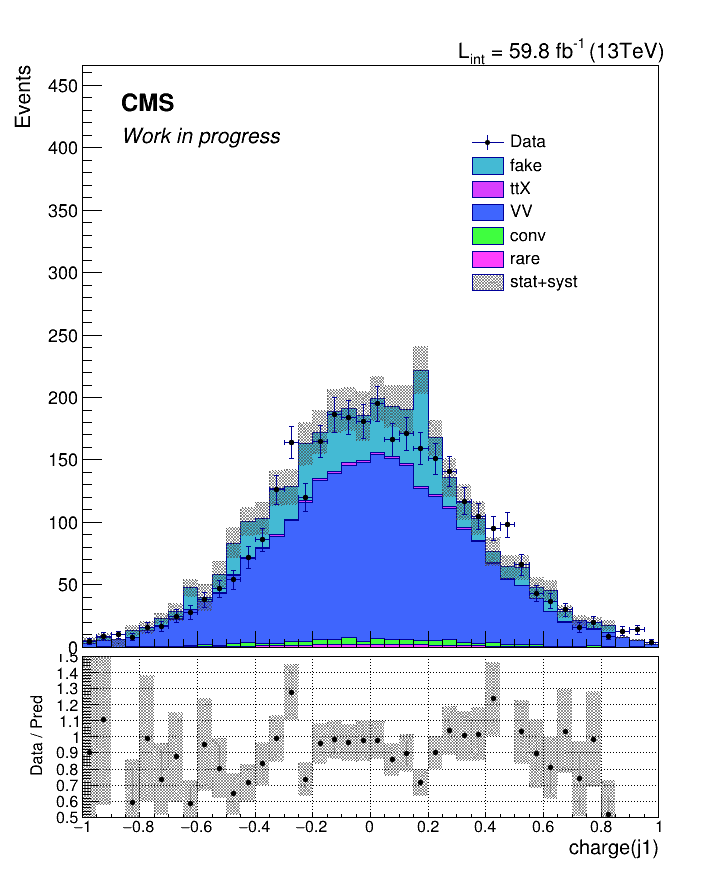 L_int = 59.8 fb^-1 (13TeV)
Events
CMS
Work in progress
Data
fake
ttX
VV
conv
rare
stat+syst
450
400
350
300
250
200
150
100
50
0
Data / Pred
1.5
1.4
1.3
1.2
1.1
1
0.9
0.8
0.7
0.6
0.5
−1 −0.8 −0.6 −0.4 −0.2 0 0.2 0.4 0.6 0.8 1
charge(j1)